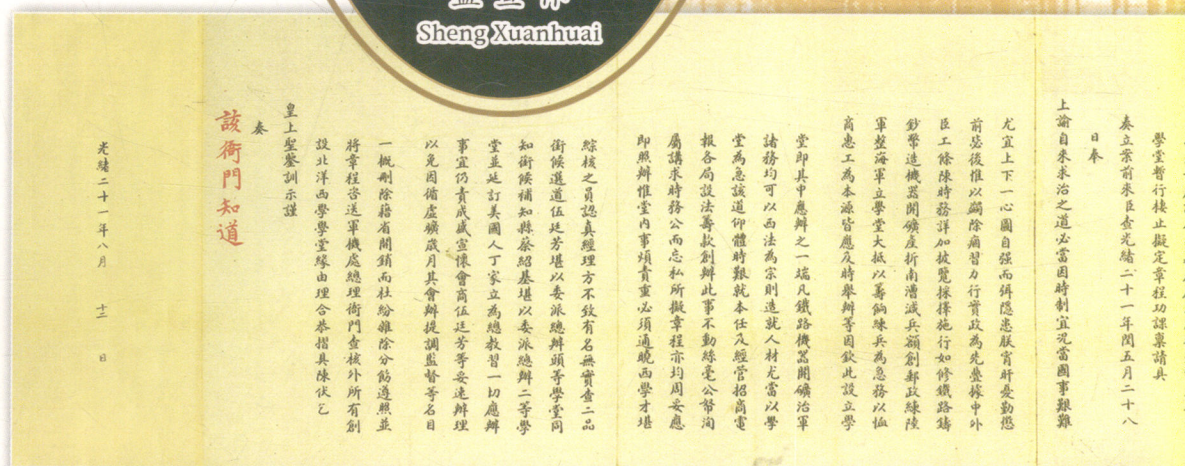 Sheng Xuanhuai
學堂暫行棲止擬定章程功課稟請具
奏立案前來臣查光緒二十一年閏五月二十八
日奉
上諭自來求治之道必當因時制宜況當國事艱難
尤宜上下一心圖自强而弭隱患朕宵旰憂勤懲
前毖後惟以蠲除痼習力行實政為先疊據中外
臣工條陳時務詳加披覽採擇施行如修鐵路鑄
鈔幣造機器開礦產折南漕減兵額創郵政練陸
軍整海軍立學堂大抵以籌餉練兵為急務以恤
商惠工為本源皆應及時舉辦等因欽此設立學
堂即其中應辦之一端凡鐵路機器開礦治軍
諸務均可以西法為宗則造就人材尤當以學
堂為急該道仰體時艱就本任及經營招商電
報各局設法籌款創辦此事不動絲毫公帑洵
屬講求時務公而忘私所擬章程亦均周妥應
即照辦惟堂內事煩責重必須通曉西學才堪
綜核之員認真經理方不致有名無實查二品
銜候選道伍廷芳堪以委派總辦頭等學堂同
知銜候補知縣蔡紹基堪以委派總辦二等學
堂並延訂美國人丁家立為總教習一切應辦
事宜仍責成盛宣懷會商伍廷芳等妥速辦理
以免因循虛曠歲月其會辦提調監督等名目
一概刪除藉省開銷而杜紛雜除分飭遵照並
將章程咨送軍機處總理衙門查核外所有創
設北洋西學學堂緣由理合恭摺具陳伏乞
皇上聖鑒訓示謹
奏
該衙門知道
光緒二十一年八月 十二 日